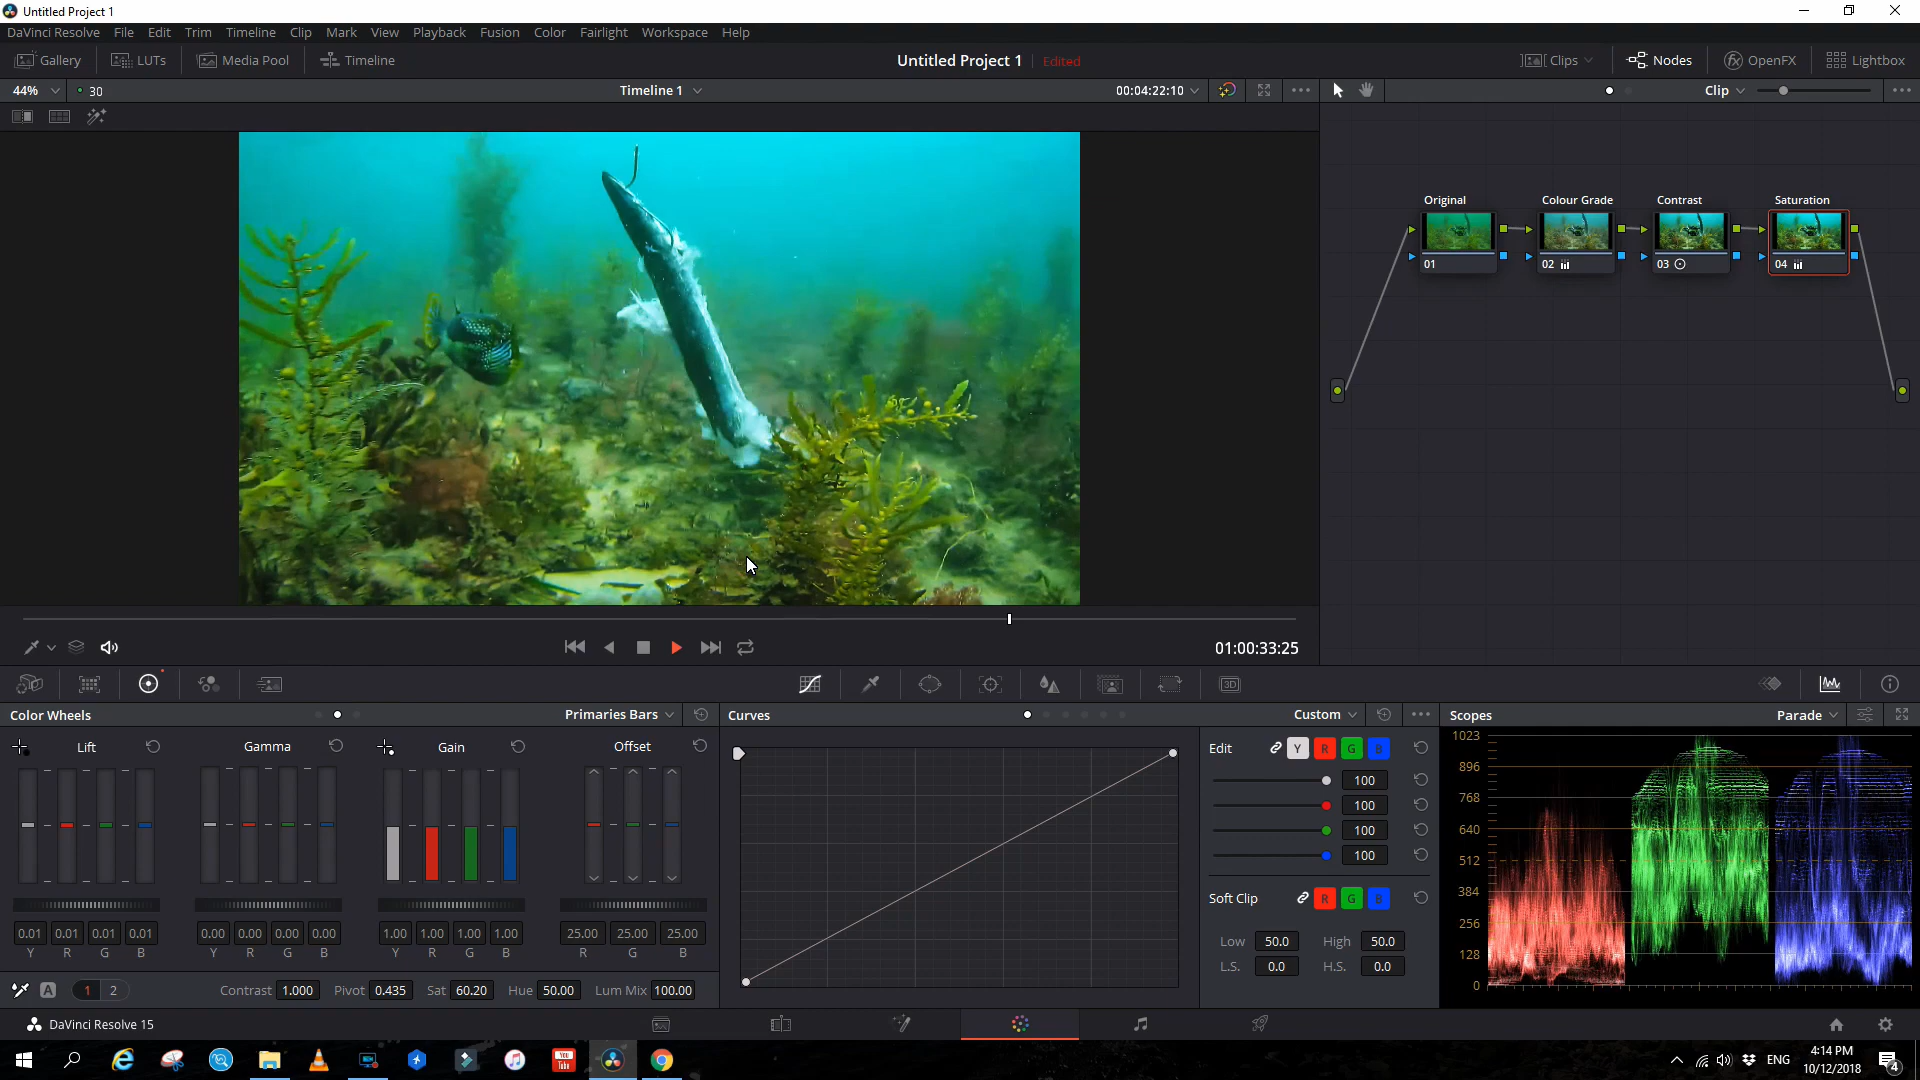 Untitled Project 1
DaVinci Resolve File Edit Trim Timeline Clip Mark View Playback Fusion Color Fairlight Workspace Help
Gallery LUTs Media Pool Timeline Untitled Project 1 Edited Clips Nodes OpenFX Lightbox
44% 30 Timeline 1 00:04:22:10 Clip
Original Colour Grade Contrast Saturation
01 02 03 04
01:00:33:25
3D
Color Wheels Primaries Bars Curves Custom Scopes Parade
Lift Gamma Gain Offset
Edit Y R G B
100
100
100
100
Soft Clip R G B
Low 50.0 High 50.0
L.S. 0.0 H.S. 0.0
1023
896
768
640
512
384
256
128
0
0.01 0.01 0.01 0.01 0.00 0.00 0.00 0.00 1.00 1.00 1.00 1.00 25.00 25.00 25.00
Y R G B Y R G B Y R G B R G B
A 1 2 Contrast 1.000 Pivot 0.435 Sat 60.20 Hue 50.00 Lum Mix 100.00
DaVinci Resolve 15
You
Tube
ENG
4:14 PM
10/12/2018
4